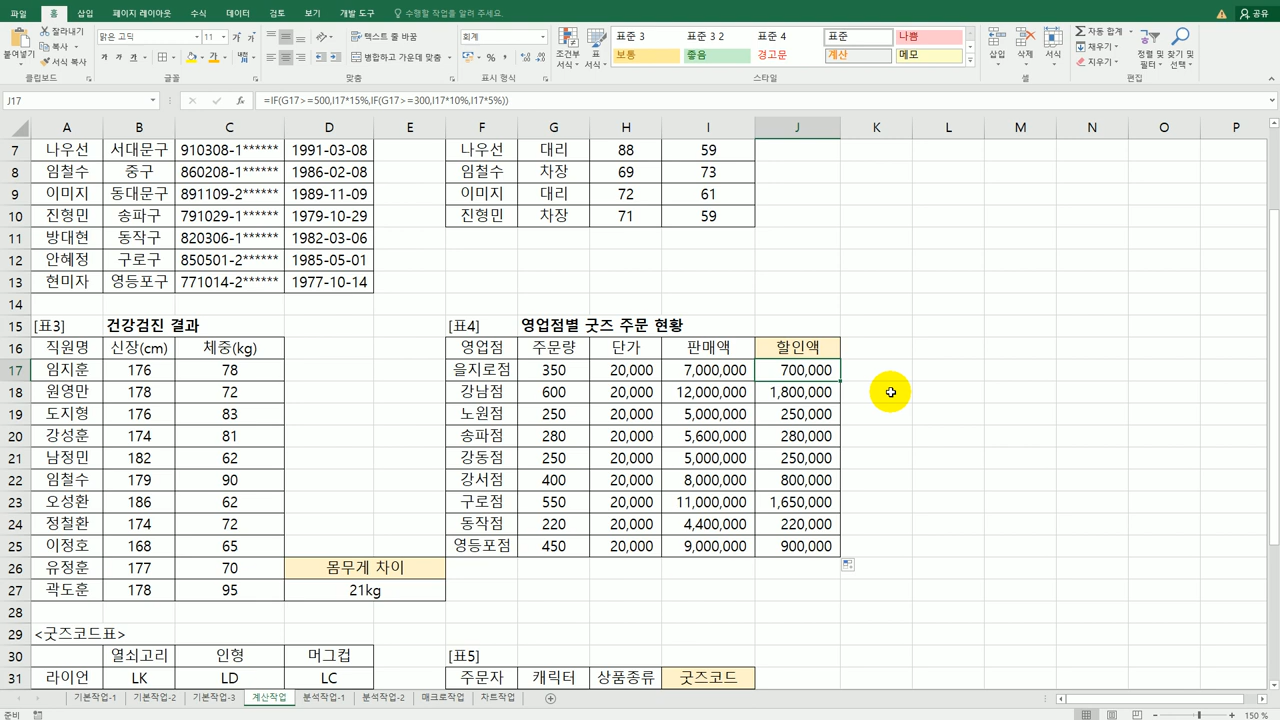 파일 홈 삽입 페이지 레이아웃 수식 데이터 검토 보기 개발 도구 수행할 작업을 알려 주세요. 공유
붙여넣기 잘라내기 복사 서식 복사 클립보드
맑은 고딕 11 가 가 가 가 가 글꼴
텍스트 줄 바꿈 병합하고 가운데 맞춤 맞춤
회계 % , 표시 형식
조건부 서식 표 서식
표준 3 표준 3 2 표준 4 표준 나쁨
보통 좋음 경고문 계산 메모
스타일
삽입 삭제 서식 셀
자동 합계 채우기 지우기 정렬 및 필터 찾기 및 선택 편집
J17 fx =IF(G17>=500,I17*15%,IF(G17>=300,I17*10%,I17*5%))
A B C D E F G H I J K L M N O P
7 나우선 서대문구 910308-1****** 1991-03-08 나우선 대리 88 59
8 임철수 중구 860208-1****** 1986-02-08 임철수 차장 69 73
9 이미지 동대문구 891109-2****** 1989-11-09 이미지 대리 72 61
10 진형민 송파구 791029-1****** 1979-10-29 진형민 차장 71 59
11 방대현 동작구 820306-1****** 1982-03-06
12 안혜정 구로구 850501-2****** 1985-05-01
13 현미자 영등포구 771014-2****** 1977-10-14
14
15 [표3] 건강검진 결과 [표4] 영업점별 굿즈 주문 현황
16 직원명 신장(cm) 체중(kg) 영업점 주문량 단가 판매액 할인액
17 임지훈 176 78 을지로점 350 20,000 7,000,000 700,000
18 원영만 178 72 강남점 600 20,000 12,000,000 1,800,000
19 도지형 176 83 노원점 250 20,000 5,000,000 250,000
20 강성훈 174 81 송파점 280 20,000 5,600,000 280,000
21 남정민 182 62 강동점 250 20,000 5,000,000 250,000
22 임철수 179 90 강서점 400 20,000 8,000,000 800,000
23 오성환 186 62 구로점 550 20,000 11,000,000 1,650,000
24 정철환 174 72 동작점 220 20,000 4,400,000 220,000
25 이정호 168 65 영등포점 450 20,000 9,000,000 900,000
26 유정훈 177 70 몸무게 차이
27 곽도훈 178 95 21kg
28
29 <굿즈코드표>
30 열쇠고리 인형 머그컵 [표5]
31 라이언 LK LD LC 주문자 캐릭터 상품종류 굿즈코드
기본작업-1 기본작업-2 기본작업-3 계산작업 분석작업-1 분석작업-2 매크로작업 차트작업
준비 150 %